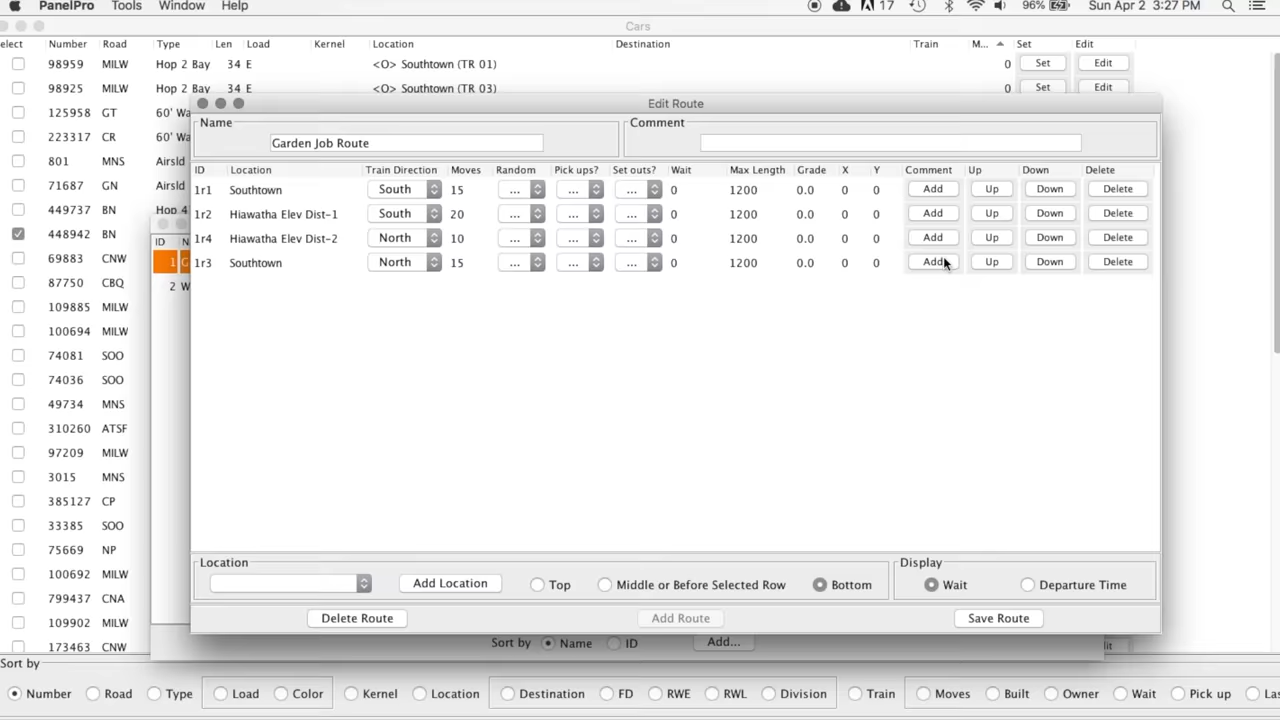 PanelPro Tools Window Help 17 96% Sun Apr 2 3:27 PM
Cars
elect Number Road Type Len Load Kernel Location Destination Train M... Set Edit
98959 MILW Hop 2 Bay 34 E <O> Southtown (TR 01) 0 Set Edit
98925 MILW Hop 2 Bay 34 E <O> Southtown (TR 03) 0 Set Edit
125958 GT 60' Wa
223317 CR 60' Wa
801 MNS Airsld
71687 GN Airsld
449737 BN Hop 4
448942 BN
69883 CNW
87750 CBQ
109885 MILW
100694 MILW
74081 SOO
74036 SOO
49734 MNS
310260 ATSF
97209 MILW
3015 MNS
385127 CP
33385 SOO
75669 NP
100692 MILW
799437 CNA
109902 MILW
173463 CNW
ID N
1 G
2 W
Edit Route
Name Comment
Garden Job Route
ID Location Train Direction Moves Random Pick ups? Set outs? Wait Max Length Grade X Y Comment Up Down Delete
1r1 Southtown South 15 ... ... ... 0 1200 0.0 0 0 Add Up Down Delete
1r2 Hiawatha Elev Dist-1 South 20 ... ... ... 0 1200 0.0 0 0 Add Up Down Delete
1r4 Hiawatha Elev Dist-2 North 10 ... ... ... 0 1200 0.0 0 0 Add Up Down Delete
1r3 Southtown North 15 ... ... ... 0 1200 0.0 0 0 Add Up Down Delete
Location Display
Add Location Top Middle or Before Selected Row Bottom Wait Departure Time
Delete Route Add Route Save Route
Sort by Name ID Add... lit
Sort by
Number Road Type Load Color Kernel Location Destination FD RWE RWL Division Train Moves Built Owner Wait Pick up Las